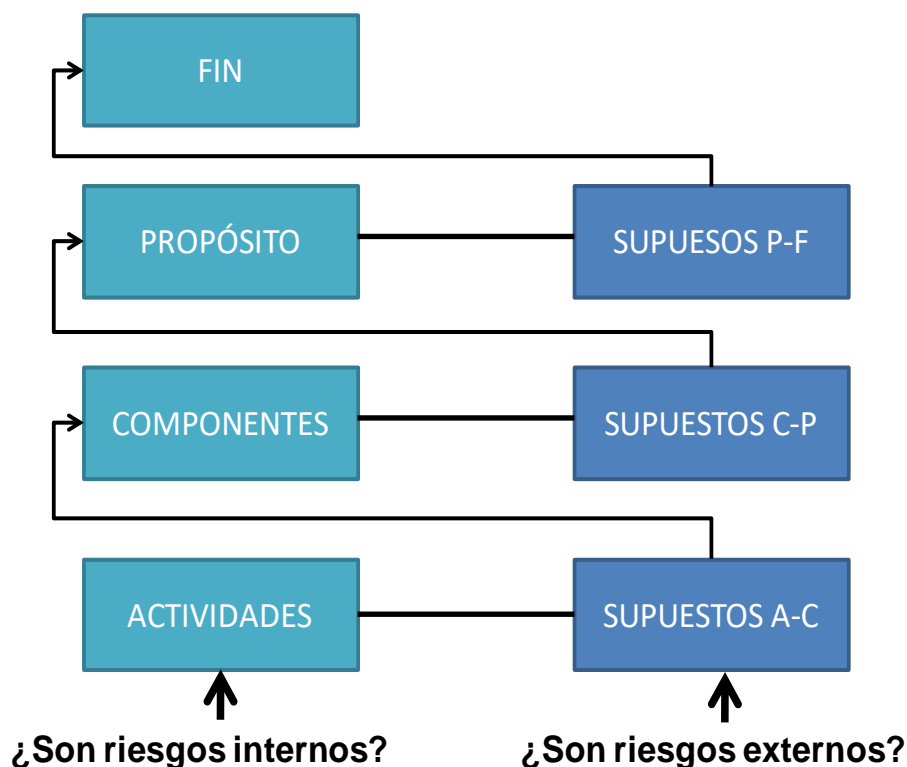 FIN
PROPÓSITO
SUPUESOS P-F
COMPONENTES
SUPUESTOS C-P
ACTIVIDADES
SUPUESTOS A-C
¿Son riesgos internos?
¿Son riesgos externos?